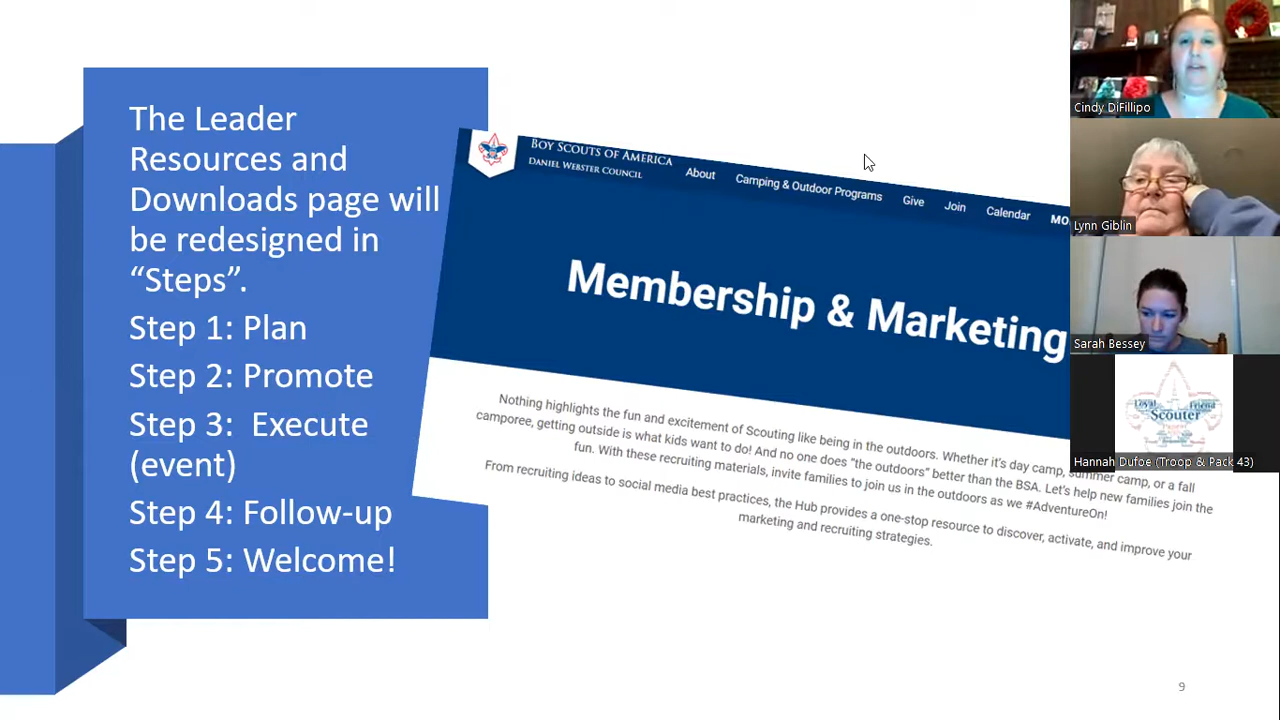 The Leader
Resources and
Downloads page will
be redesigned in
“Steps”.
Step 1: Plan
Step 2: Promote
Step 3:  Execute
(event)
Step 4: Follow-up
Step 5: Welcome!
BOY SCOUTS OF AMERICA
DANIEL WEBSTER COUNCIL
About Camping & Outdoor Programs Give Join Calendar MO
Membership & Marketing
Nothing highlights the fun and excitement of Scouting like being in the outdoors. Whether it's day camp, summer camp, or a fall
camporee, getting outside is what kids want to do! And no one does "the outdoors" better than the BSA. Let's help new families join the
fun. With these recruiting materials, invite families to join us in the outdoors as we #AdventureOn!
From recruiting ideas to social media best practices, the Hub provides a one-stop resource to discover, activate, and improve your
marketing and recruiting strategies.
9
Cindy DiFillipo
Lynn Giblin
Sarah Bessey
Loyal Friend
Scouter
Hannah Dufoe (Troop & Pack 43)